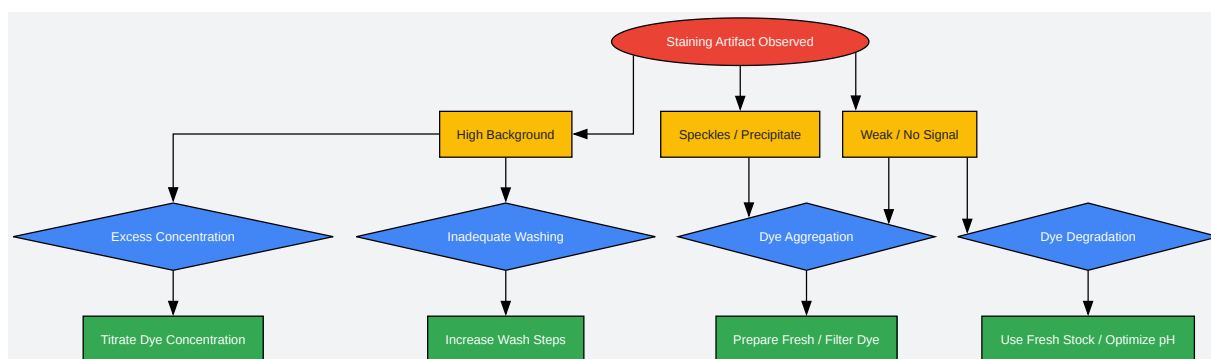 Staining Artifact Observed
High Background
Speckles / Precipitate
Weak / No Signal
Excess Concentration
Inadequate Washing
Dye Aggregation
Dye Degradation
Titrate Dye Concentration
Increase Wash Steps
Prepare Fresh / Filter Dye
Use Fresh Stock / Optimize pH